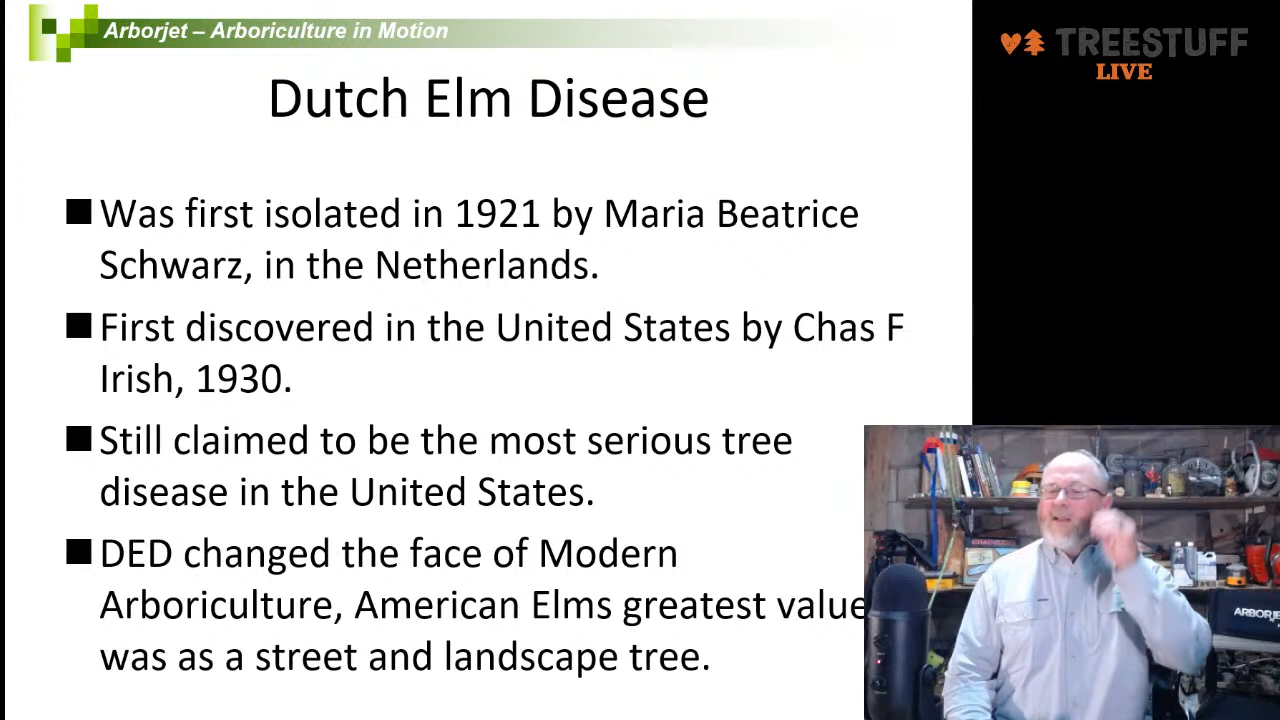 Arborjet – Arboriculture in Motion
TREESTUFF
LIVE
Dutch Elm Disease
Was first isolated in 1921 by Maria Beatrice
Schwarz, in the Netherlands.
First discovered in the United States by Chas F
Irish, 1930.
Still claimed to be the most serious tree
disease in the United States.
DED changed the face of Modern
Arboriculture, American Elms greatest value
was as a street and landscape tree.
ARBORJE